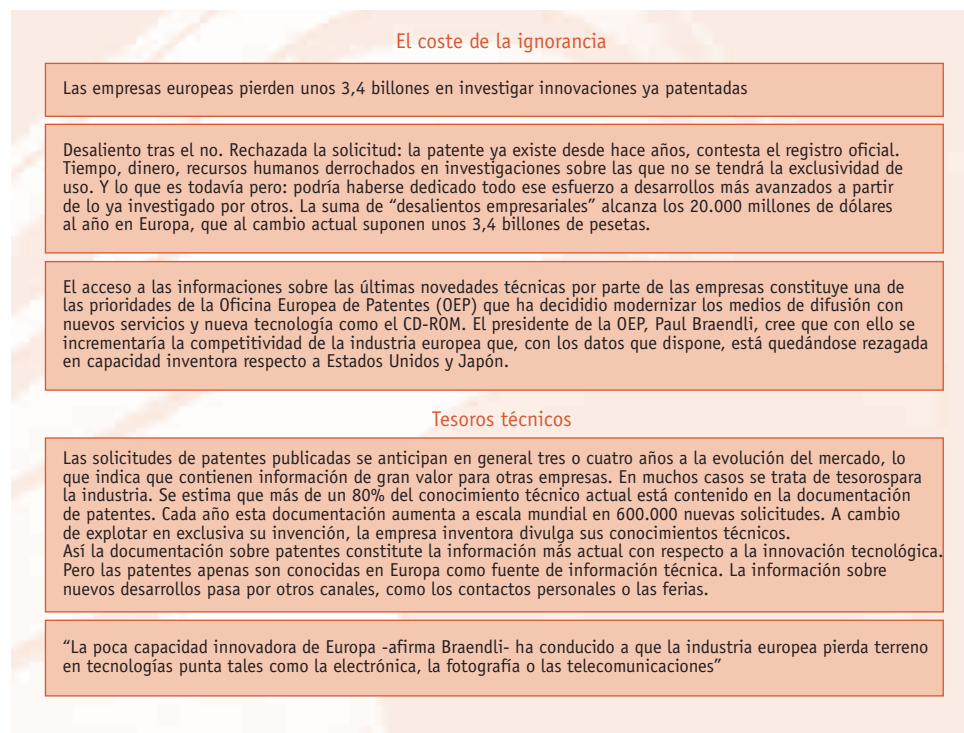 El coste de la ignorancia
Las empresas europeas pierden unos 3,4 billones en investigar innovaciones ya patentadas
Desaliento tras el no. Rechazada la solicitud: la patente ya existe desde hace años, contesta el registro oficial.
Tiempo, dinero, recursos humanos derrochados en investigaciones sobre las que no se tendrá la exclusividad de
uso. Y lo que es todavía pero: podría haberse dedicado todo ese esfuerzo a desarrollos más avanzados a partir
de lo ya investigado por otros. La suma de “desalientos empresariales” alcanza los 20.000 millones de dólares
al año en Europa, que al cambio actual suponen unos 3,4 billones de pesetas.
El acceso a las informaciones sobre las últimas novedades técnicas por parte de las empresas constituye una de
las prioridades de la Oficina Europea de Patentes (OEP) que ha decididio modernizar los medios de difusión con
nuevos servicios y nueva tecnología como el CD-ROM. El presidente de la OEP, Paul Braendli, cree que con ello se
incrementaría la competitividad de la industria europea que, con los datos que dispone, está quedándose rezagada
en capacidad inventora respecto a Estados Unidos y Japón.
Tesoros técnicos
Las solicitudes de patentes publicadas se anticipan en general tres o cuatro años a la evolución del mercado, lo
que indica que contienen información de gran valor para otras empresas. En muchos casos se trata de tesorospara
la industria. Se estima que más de un 80% del conocimiento técnico actual está contenido en la documentación
de patentes. Cada año esta documentación aumenta a escala mundial en 600.000 nuevas solicitudes. A cambio
de explotar en exclusiva su invención, la empresa inventora divulga sus conocimientos técnicos.
Así la documentación sobre patentes constitute la información más actual con respecto a la innovación tecnológica.
Pero las patentes apenas son conocidas en Europa como fuente de información técnica. La información sobre
nuevos desarrollos pasa por otros canales, como los contactos personales o las ferias.
“La poca capacidad innovadora de Europa -afirma Braendli- ha conducido a que la industria europea pierda terreno
en tecnologías punta tales como la electrónica, la fotografía o las telecomunicaciones”